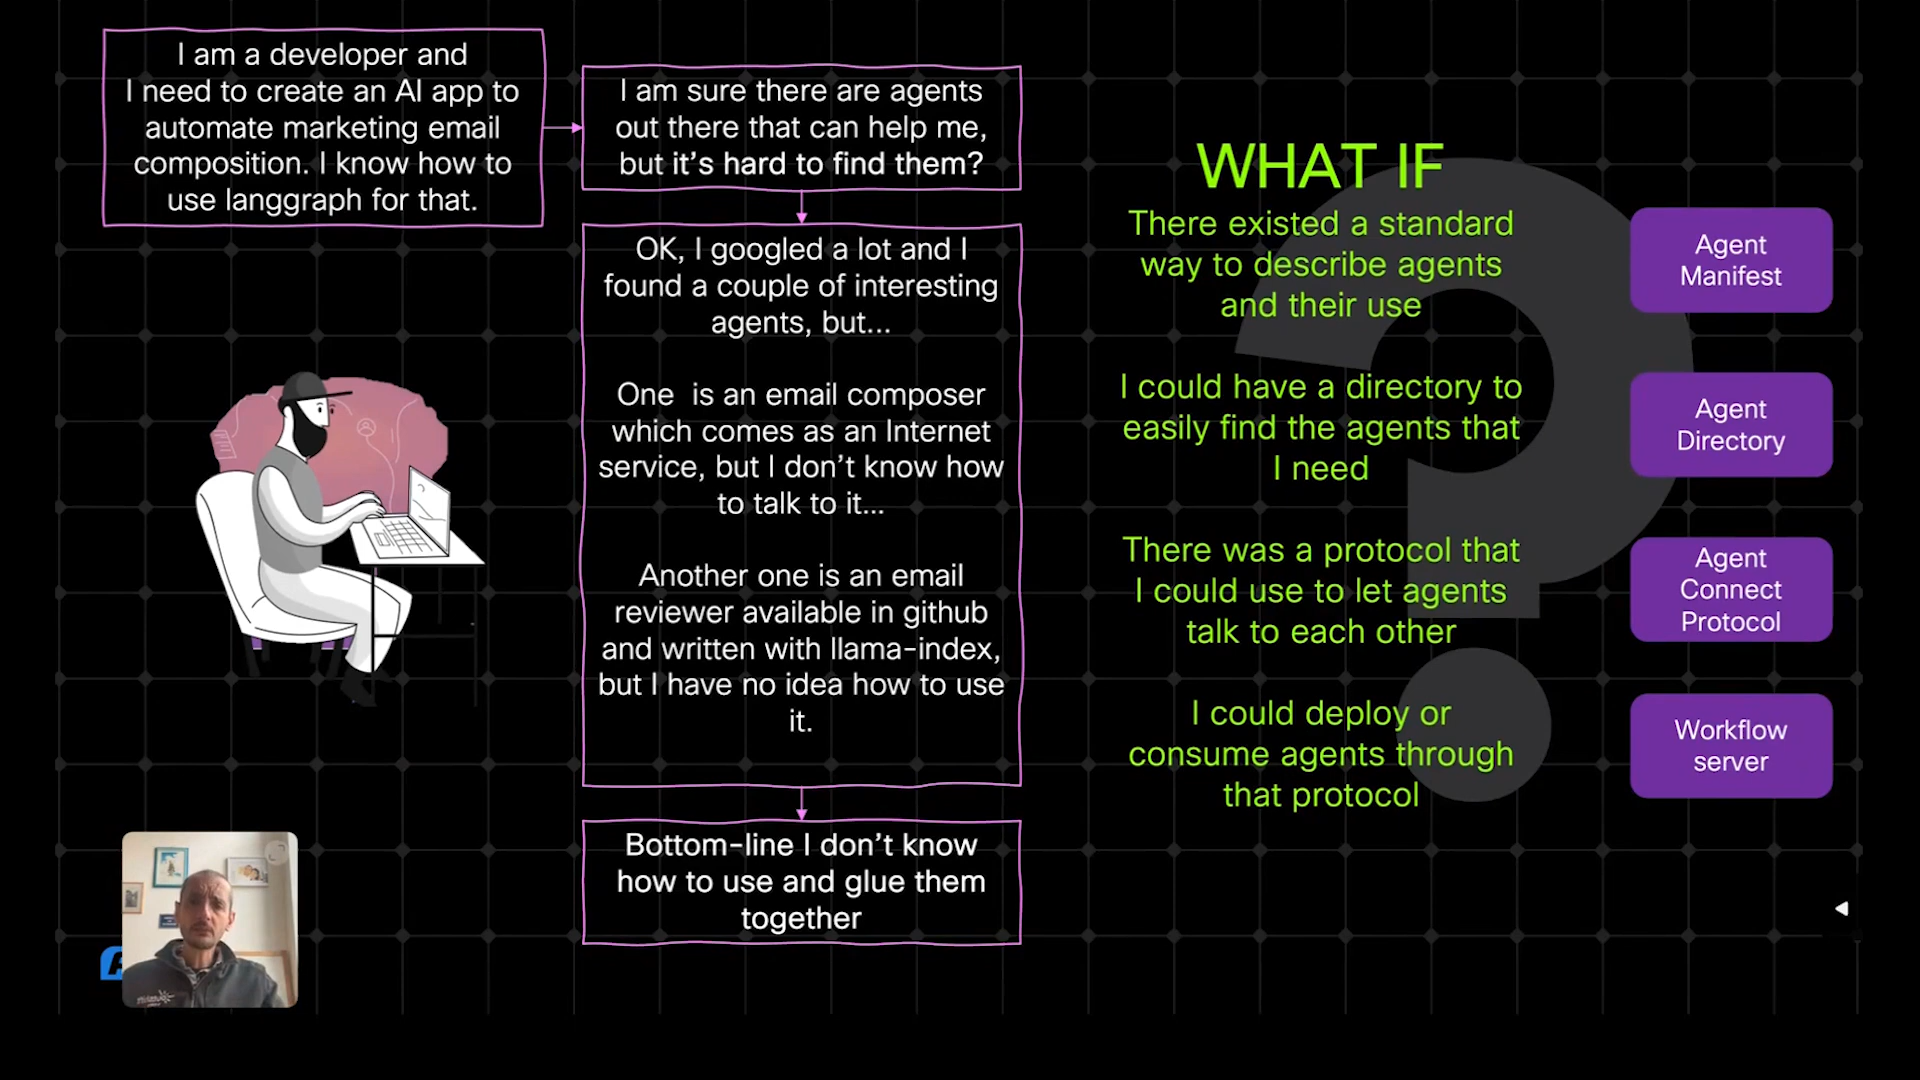 I am a developer and
I need to create an AI app to
automate marketing email
composition. I know how to
use langgraph for that.
I am sure there are agents
out there that can help me,
but it's hard to find them?
OK, I googled a lot and I
found a couple of interesting
agents, but...
One  is an email composer
which comes as an Internet
service, but I don't know how
to talk to it...
Another one is an email
reviewer available in github
and written with llama-index,
but I have no idea how to use
it.
Bottom-line I don't know
how to use and glue them
together
WHAT IF
There existed a standard
way to describe agents
and their use
Agent
Manifest
I could have a directory to
easily find the agents that
I need
Agent
Directory
There was a protocol that
I could use to let agents
talk to each other
Agent
Connect
Protocol
I could deploy or
consume agents through
that protocol
Workflow
server